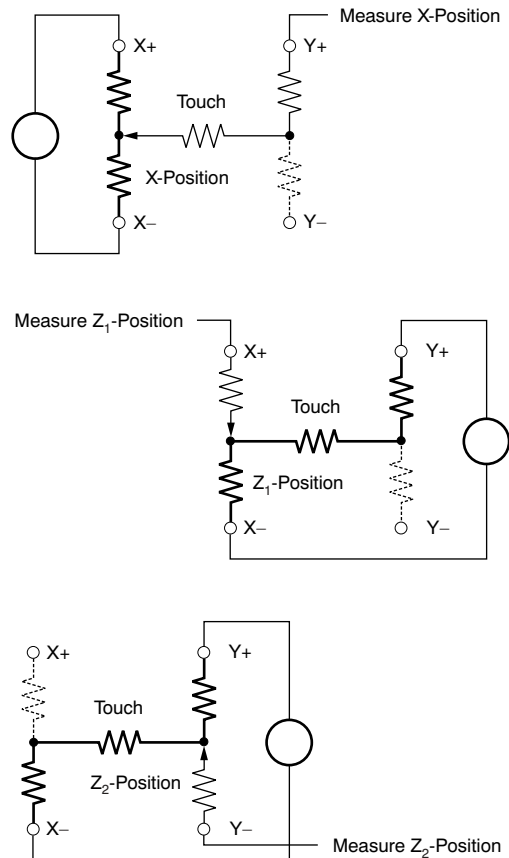 Measure X-Position
X+
Y+
Touch
X-Position
X−
Y−
Measure Z₁-Position
X+
Y+
Touch
Z₁-Position
X−
Y−
X+
Y+
Touch
Z₂-Position
X−
Y−
Measure Z₂-Position